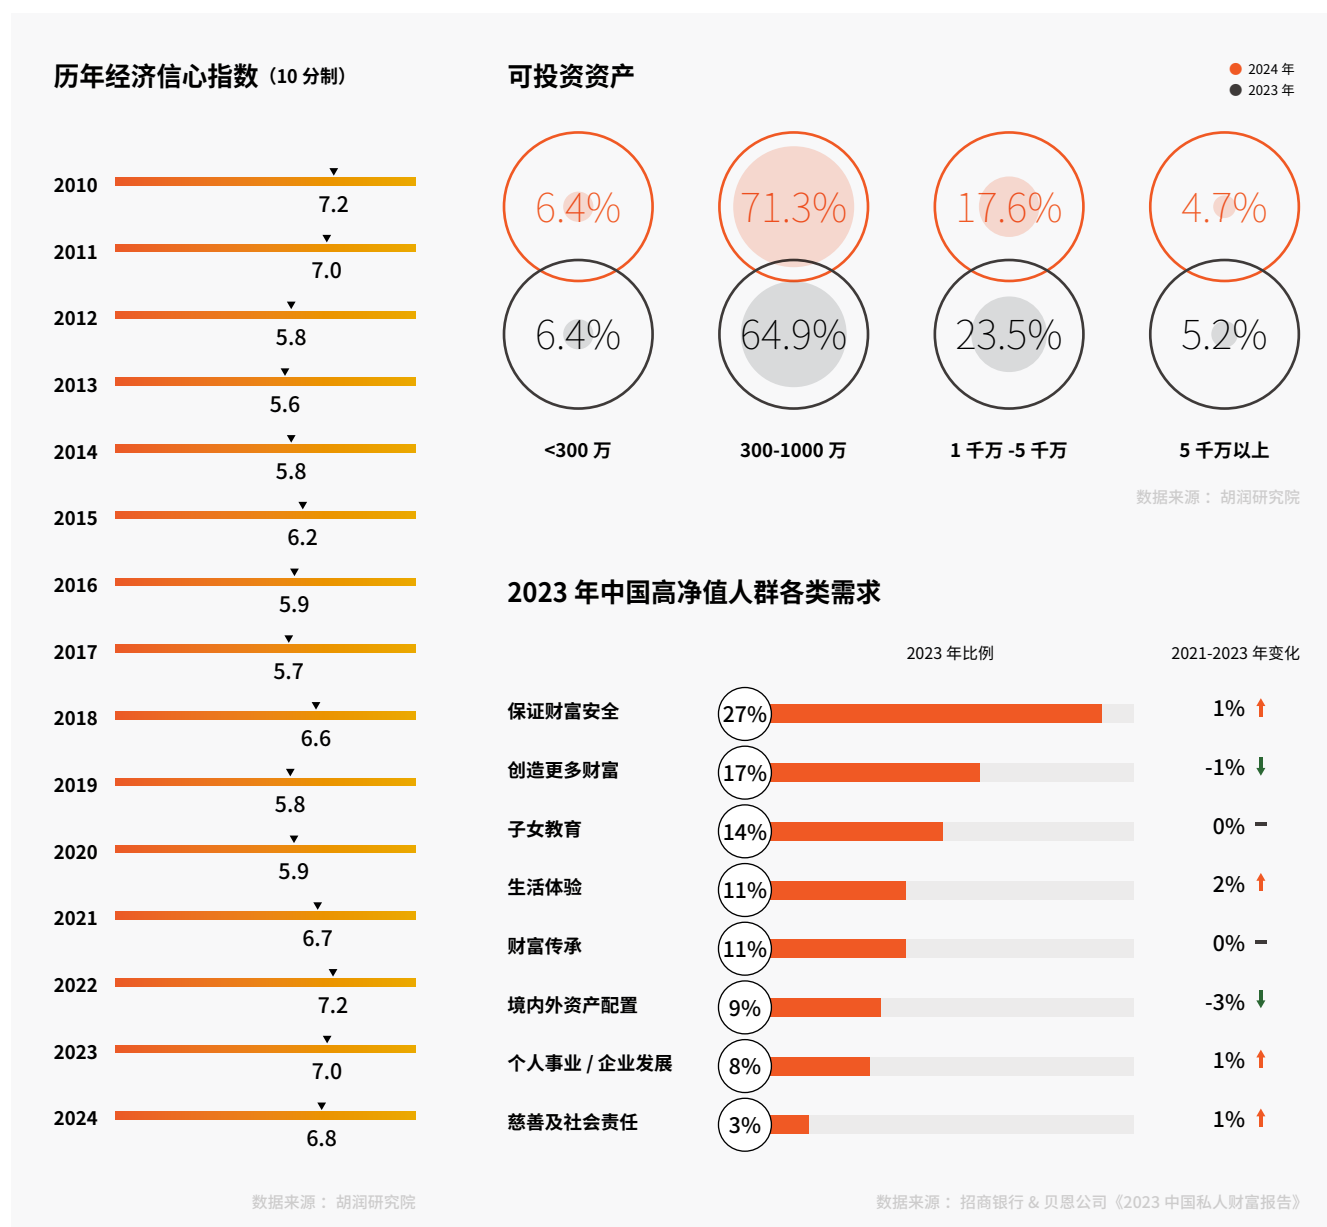 历年经济信心指数（10 分制）
2010
7.2
2011
7.0
2012
5.8
2013
5.6
2014
5.8
2015
6.2
2016
5.9
2017
5.7
2018
6.6
2019
5.8
2020
5.9
2021
6.7
2022
7.2
2023
7.0
2024
6.8
数据来源： 胡润研究院
可投资资产
2024 年
2023 年
6.4% 71.3% 17.6% 4.7%
6.4% 64.9% 23.5% 5.2%
<300 万 300-1000 万 1 千万 -5 千万 5 千万以上
数据来源： 胡润研究院
2023 年中国高净值人群各类需求
2023 年比例 2021-2023 年变化
保证财富安全 27% 1%
创造更多财富 17% -1%
子女教育 14% 0%
生活体验 11% 2%
财富传承 11% 0%
境内外资产配置 9% -3%
个人事业 / 企业发展 8% 1%
慈善及社会责任 3% 1%
数据来源： 招商银行 & 贝恩公司《2023 中国私人财富报告》